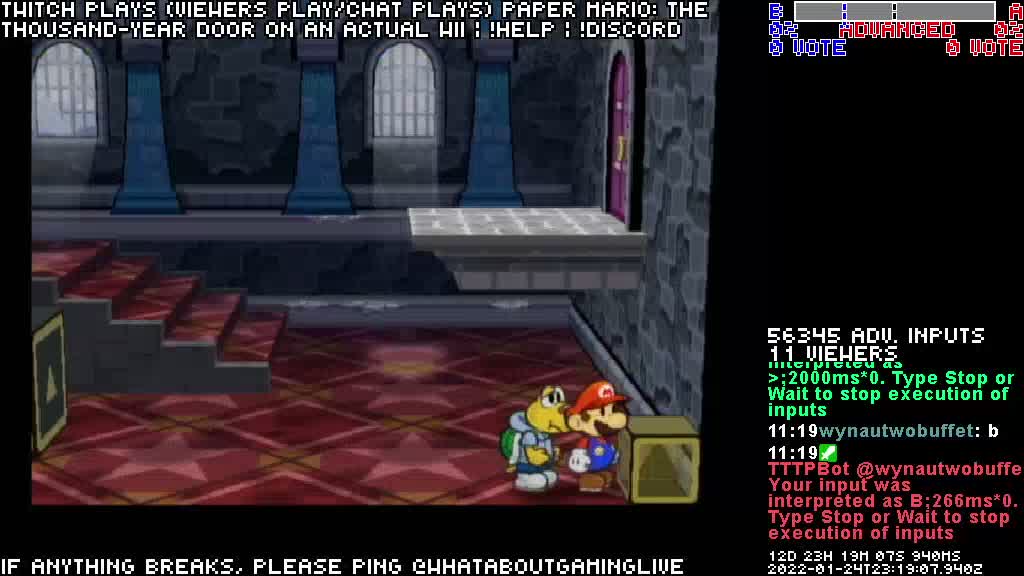 TWITCH PLAYS (VIEWERS PLAY/CHAT PLAYS) PAPER MARIO: THE
THOUSAND-YEAR DOOR ON AN ACTUAL WII | !HELP | !DISCORD
B A
0% ADVANCED 0%
0 VOTE 0 VOTE
56345 ADV. INPUTS
11 VIEWERS
interpreted as
>;2000ms*0. Type Stop or
Wait to stop execution of
inputs
11:19 wynautwobuffet: b
11:19
TTTPBot @wynautwobuffe
Your input was
interpreted as B;266ms*0.
Type Stop or Wait to stop
execution of inputs
12D 23H 19M 07S 940MS
2022-01-24T23:19:07.940Z
IF ANYTHING BREAKS, PLEASE PING @WHATABOUTGAMINGLIVE